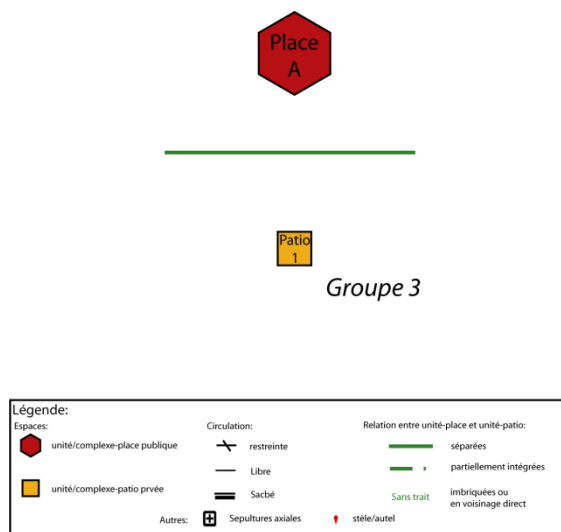 Place
A
Patio
1
Groupe 3
Légende:
Espaces:
Circulation:
Relation entre unité-place et unité-patio:
unité/complexe-place publique
restreinte
séparées
Libre
partiellement intégrées
unité/complexe-patio prvée
Sacbé
Sans trait
imbriquées ou
en voisinage direct
Autres:
Sepultures axiales
stèle/autel